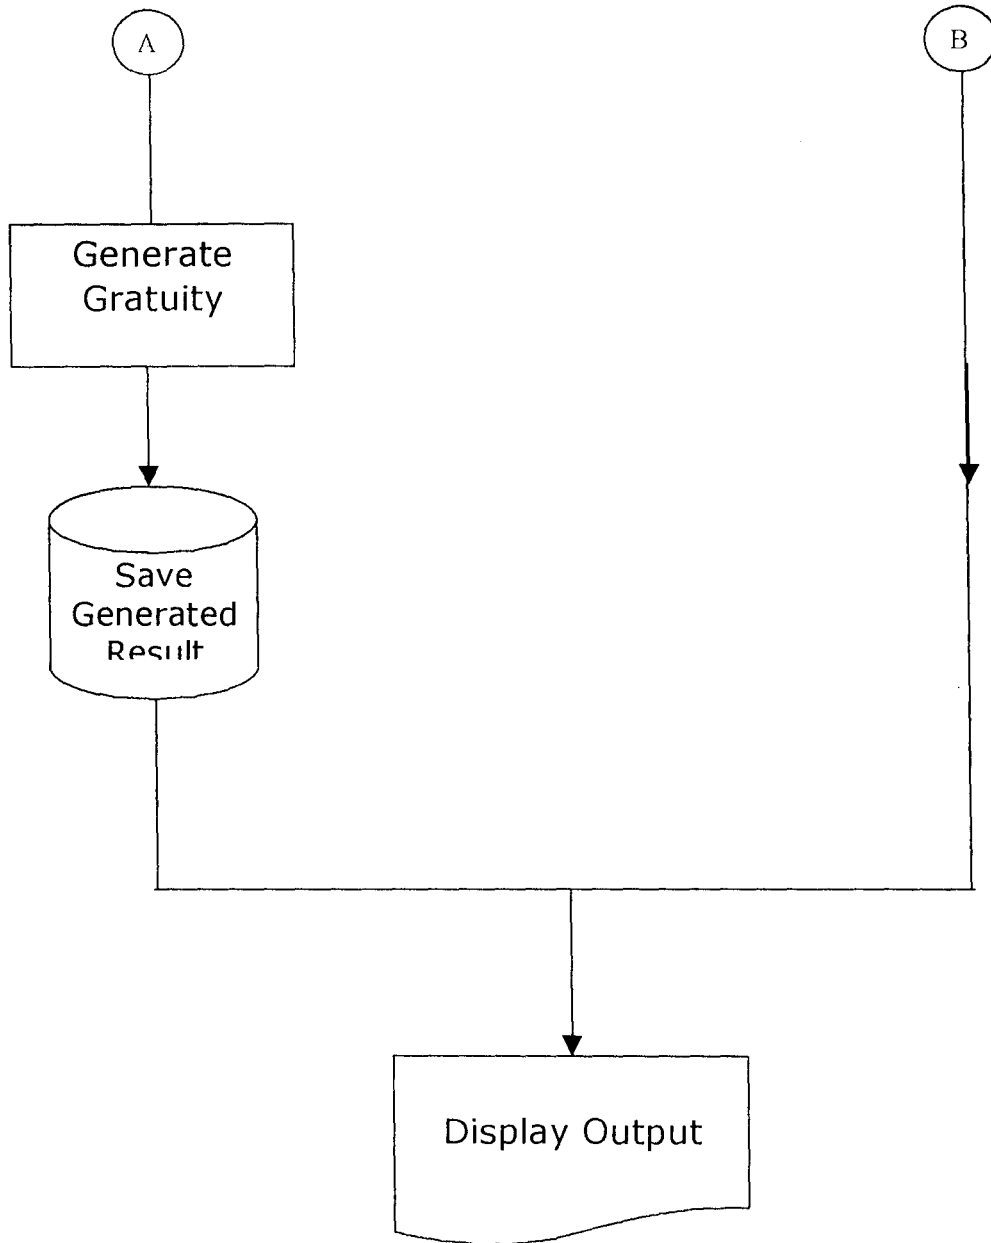 A
B
Generate
Gratuity
Save
Generated
Result
Display Output